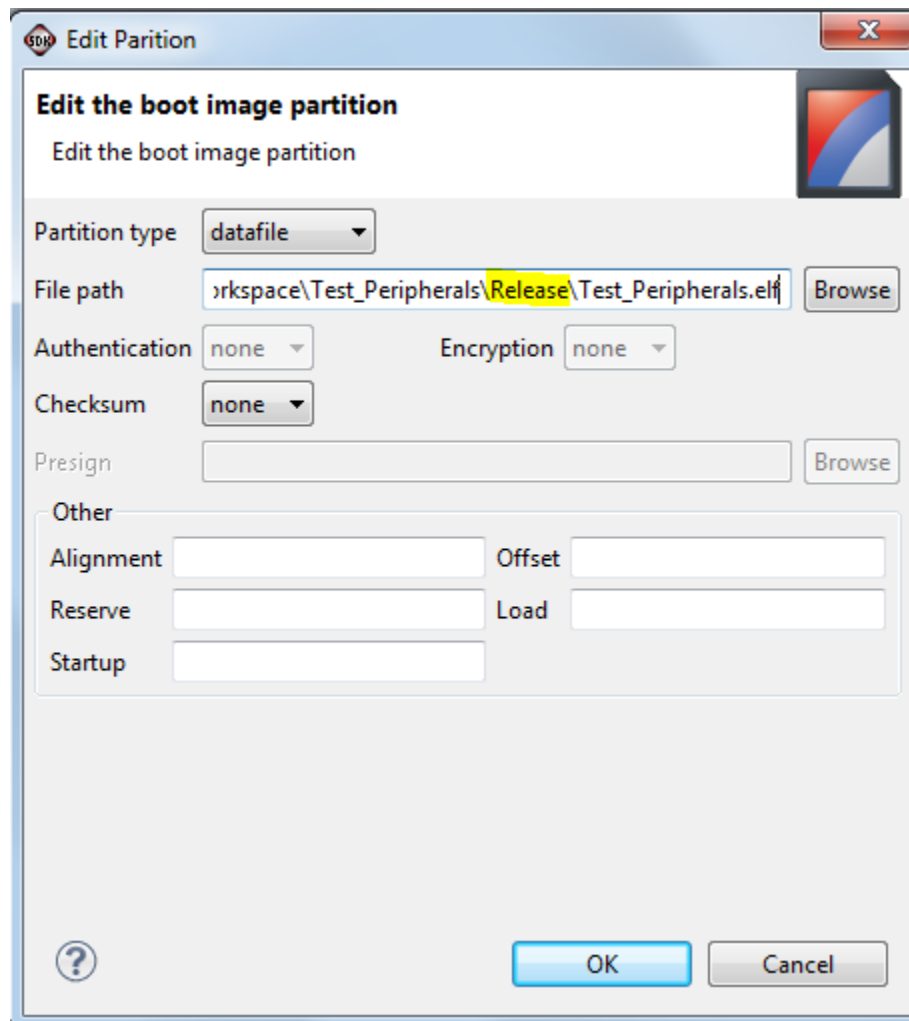 SDK Edit Parition
Edit the boot image partition
Edit the boot image partition
Partition type datafile
File path orkspace\Test_Peripherals\Release\Test_Peripherals.elf Browse
Authentication none Encryption none
Checksum none
Presign Browse
Other
Alignment Offset
Reserve Load
Startup
? OK Cancel